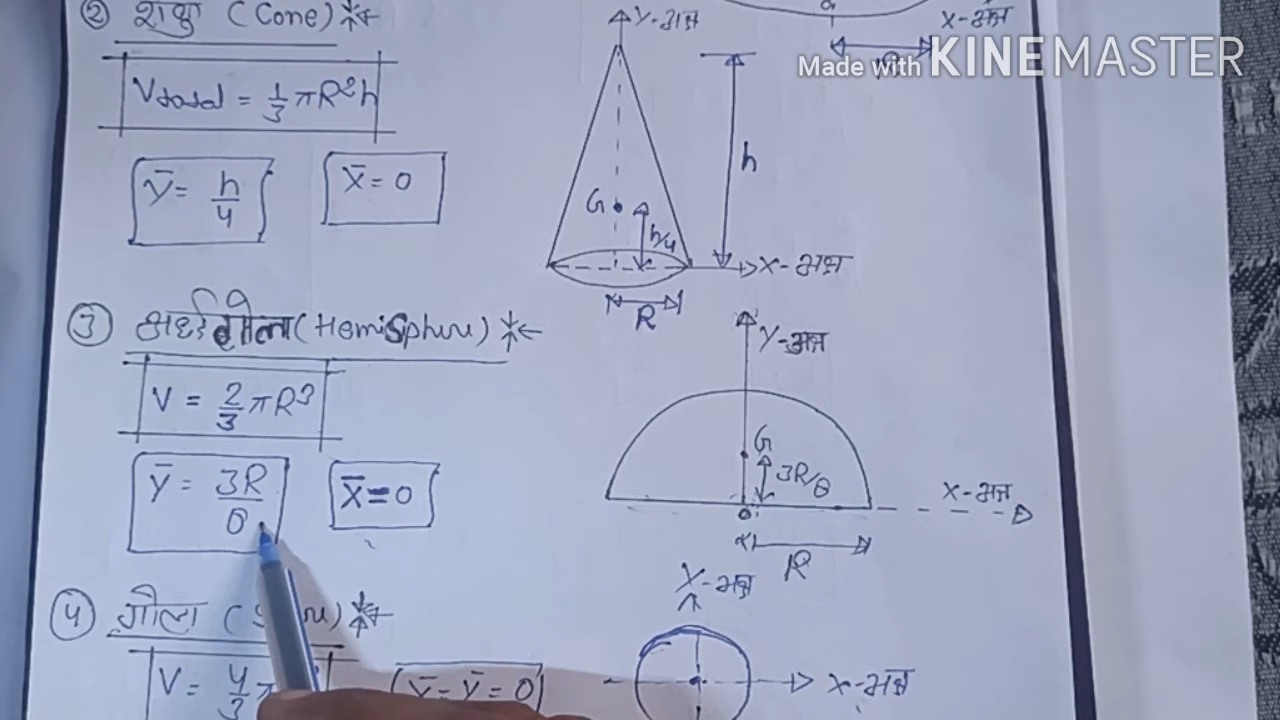 ② शंकु (Cone)
Vtotal = 1/3 πR²h
ȳ = h/4
x̄ = 0
Y-अक्ष
G
h/4
h
X-अक्ष
R
X-अक्ष
Made with KINEMASTER
③ अर्धगोला (Hemisphere)
V = 2/3 πR³
ȳ = 3R/8
x̄ = 0
Y-अक्ष
G
3R/8
X-अक्ष
R
④ गोला
V = 4/3 π
x̄ = ȳ = 0
Y-अक्ष
X-अक्ष